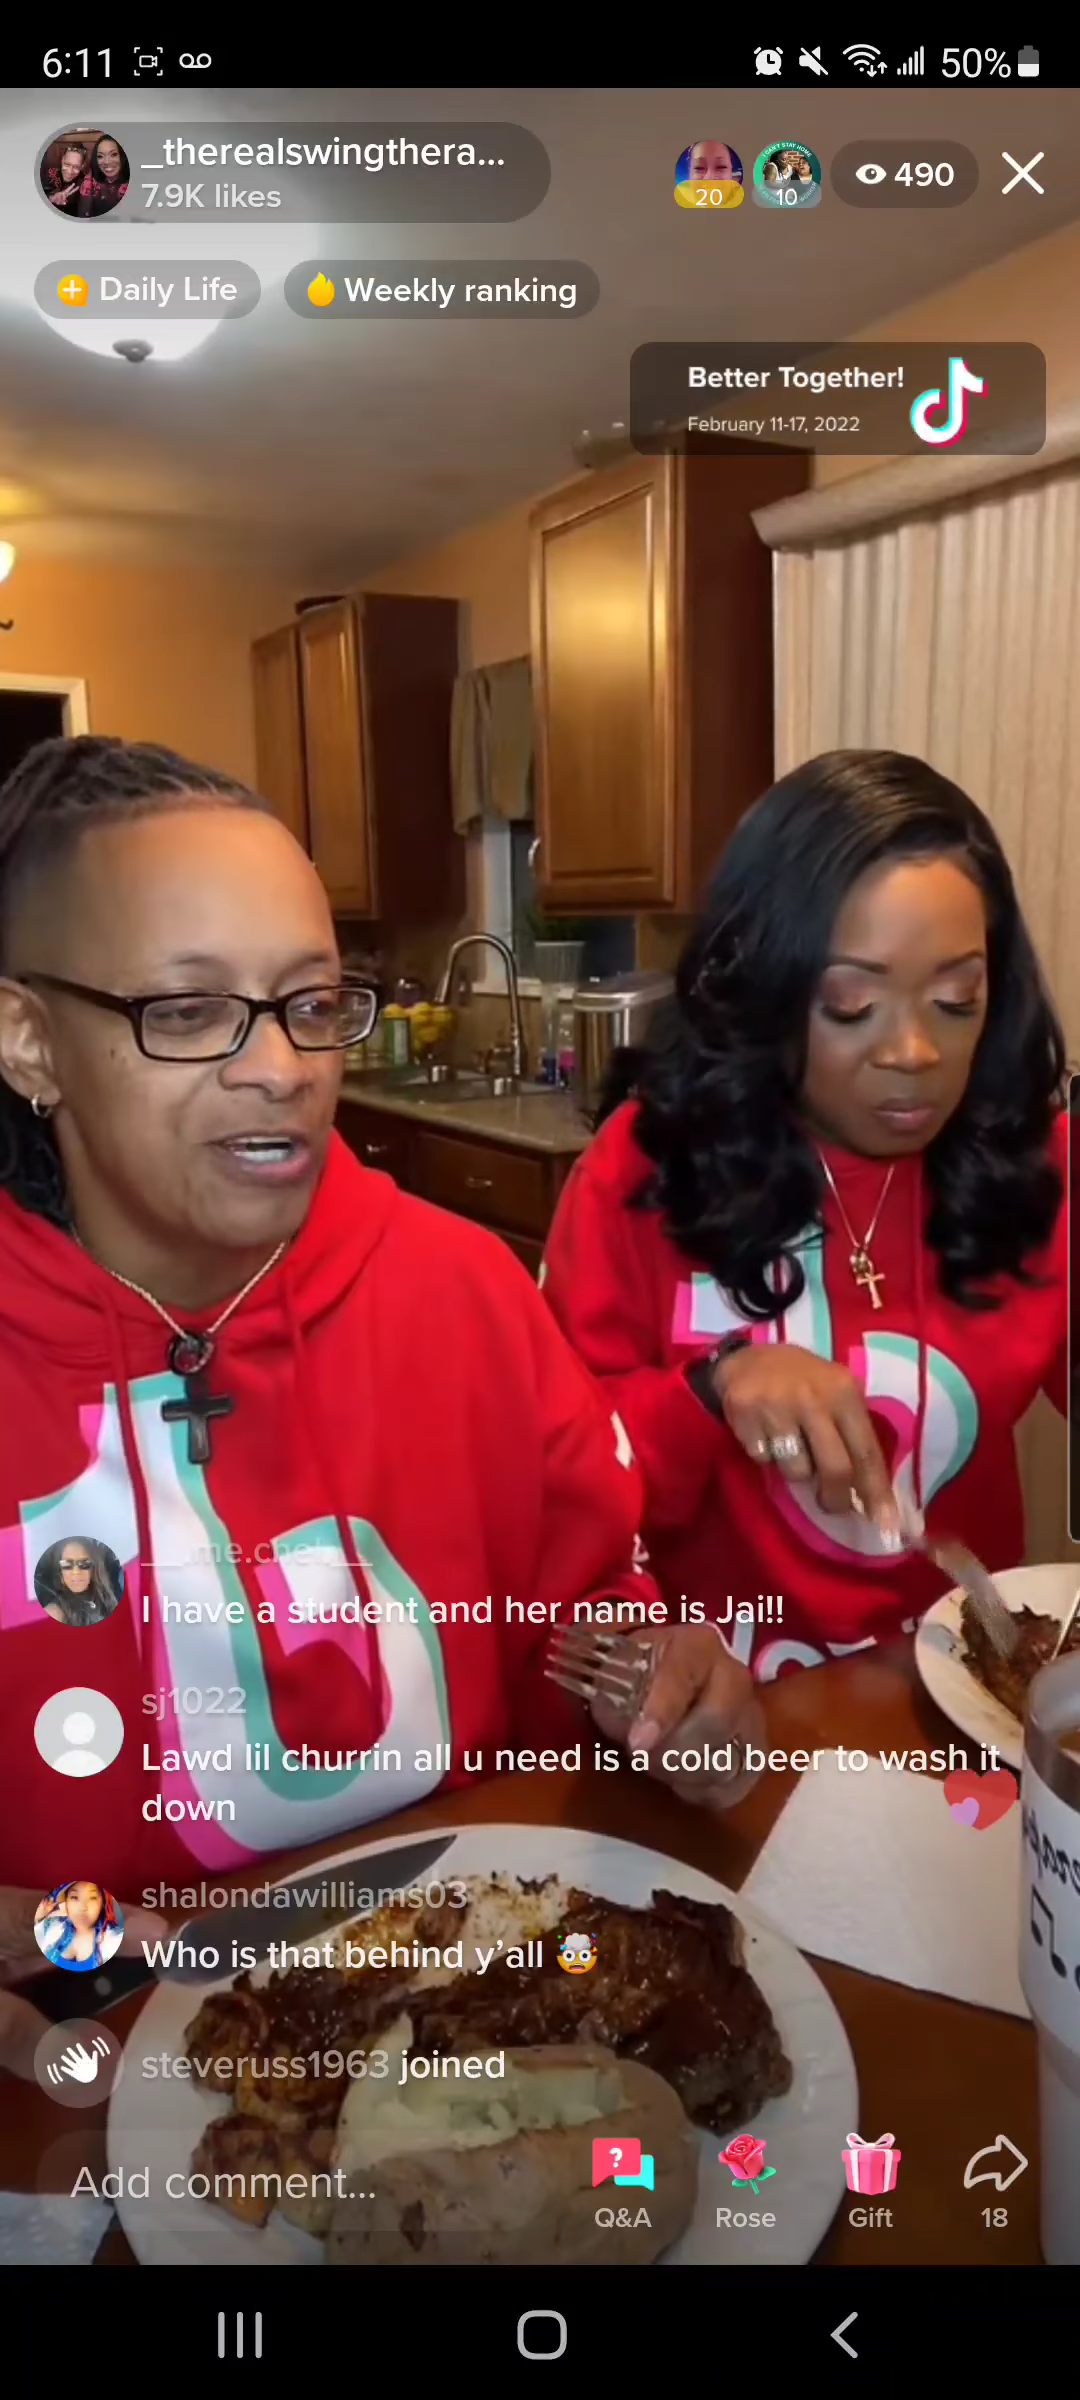 6:11
50%
_therealswingthera...
7.9K likes
20
10
490
Daily Life
Weekly ranking
Better Together!
February 11-17, 2022
I have a student and her name is Jai!!
sj1022
Lawd lil churrin all u need is a cold beer to wash it
down
shalondawilliams03
Who is that behind y'all 🤯
steveruss1963 joined
Add comment...
Q&A
Rose
Gift
18